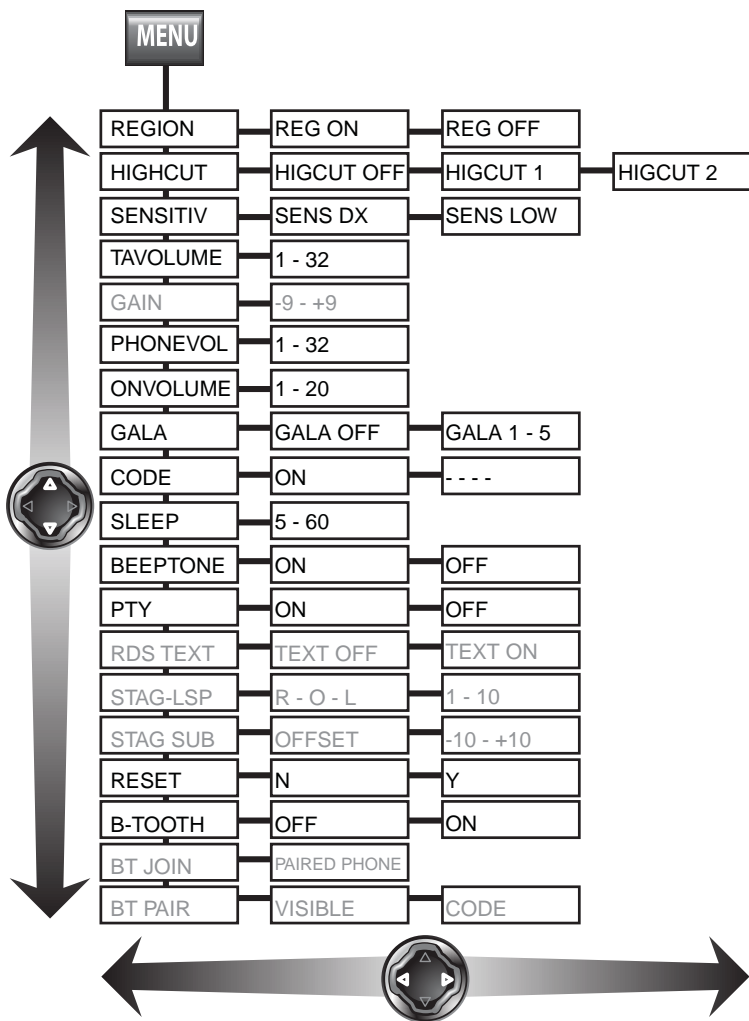 MENU
REGION REG ON REG OFF
HIGHCUT HIGCUT OFF HIGCUT 1 HIGCUT 2
SENSITIV SENS DX SENS LOW
TAVOLUME 1 - 32
GAIN -9 - +9
PHONEVOL 1 - 32
ONVOLUME 1 - 20
GALA GALA OFF GALA 1 - 5
CODE ON - - - -
SLEEP 5 - 60
BEEPTONE ON OFF
PTY ON OFF
RDS TEXT TEXT OFF TEXT ON
STAG-LSP R - O - L 1 - 10
STAG SUB OFFSET -10 - +10
RESET N Y
B-TOOTH OFF ON
BT JOIN PAIRED PHONE
BT PAIR VISIBLE CODE